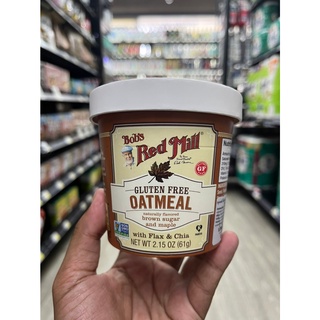 Bob's
Red Mill
GF
GLUTEN FREE
OATMEAL
naturally flavored
brown sugar
and maple
with Flax & Chia
NET WT 2.15 OZ (61g)